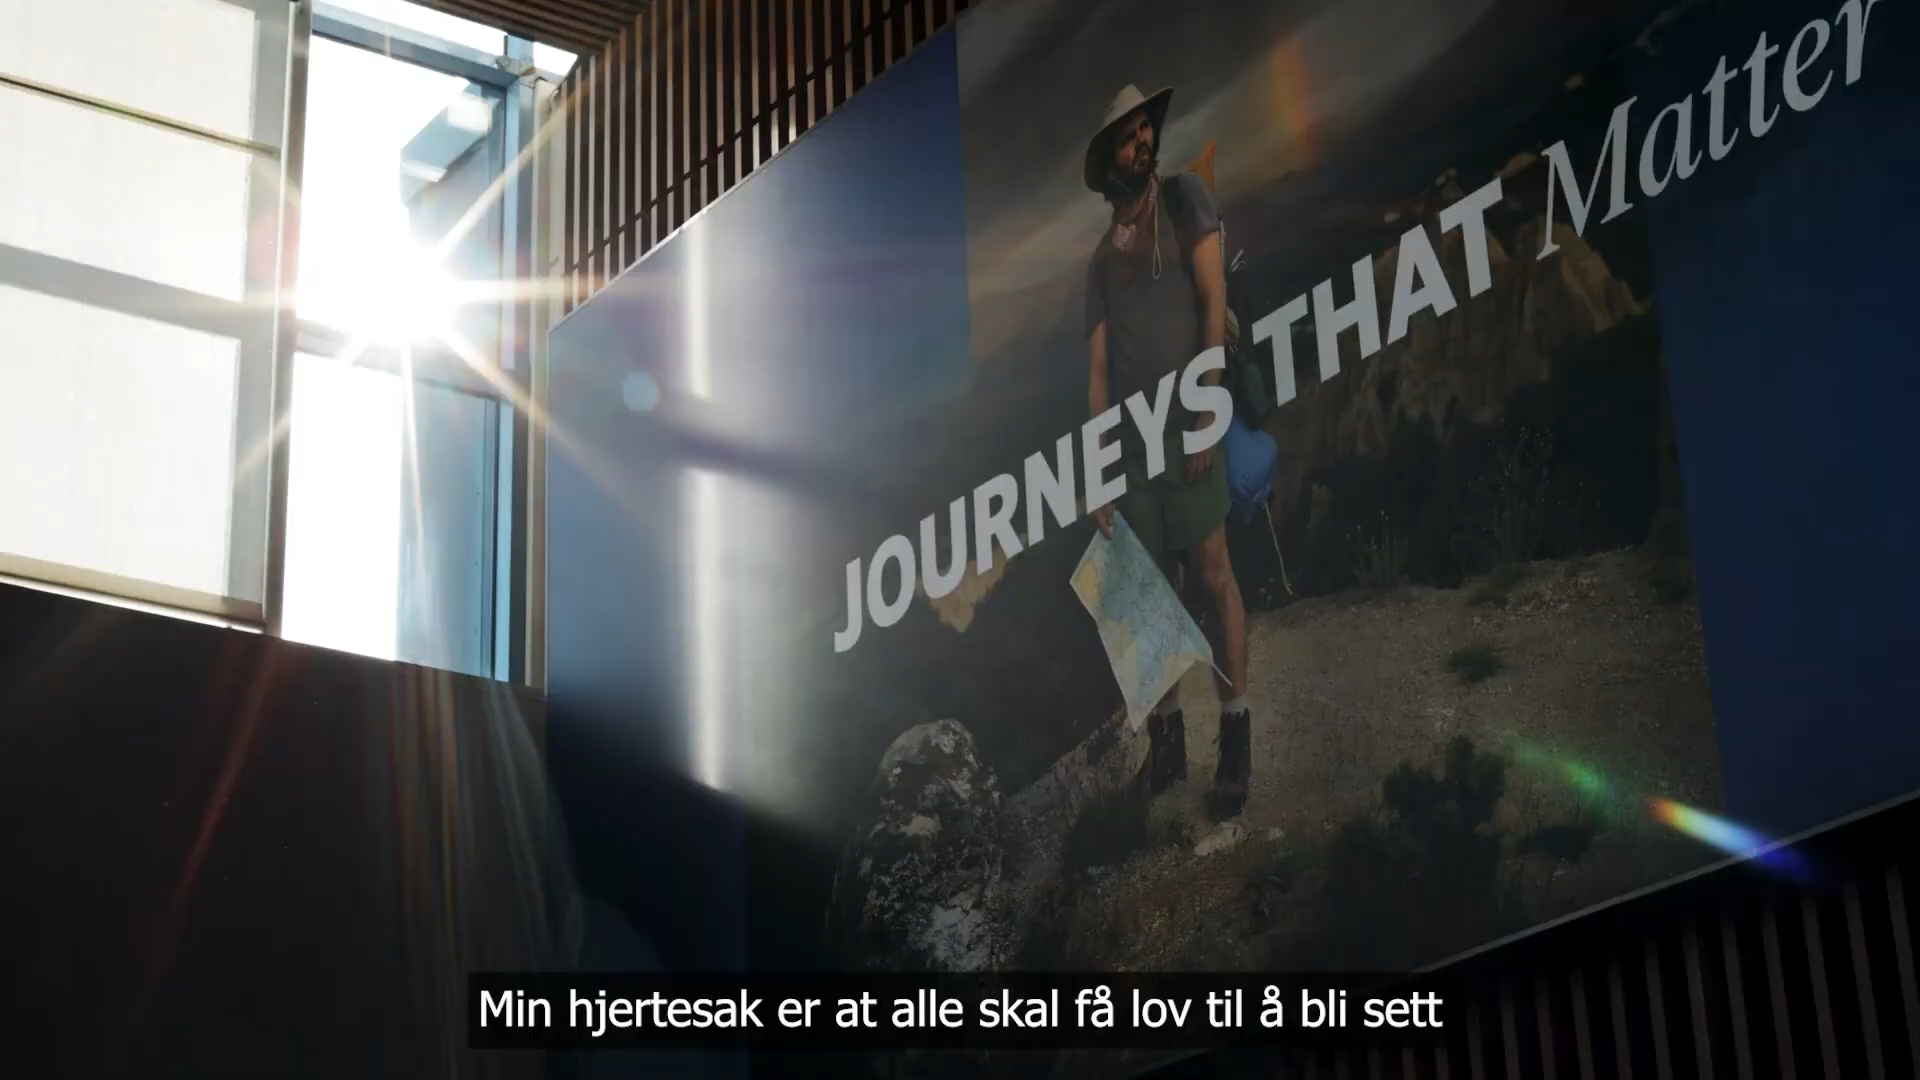 JOURNEYS THAT Matter
Min hjertesak er at alle skal få lov til å bli sett